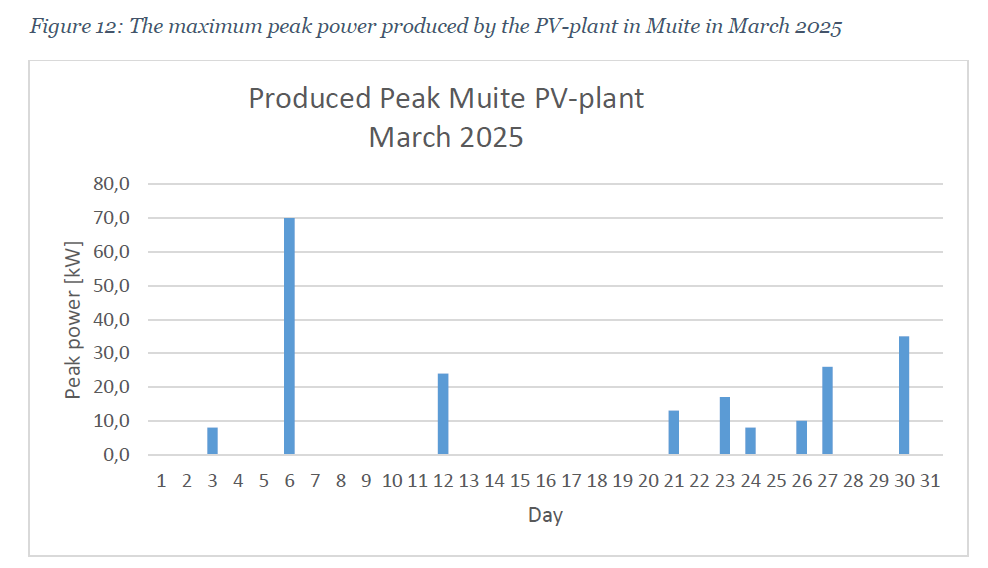 Figure 12: The maximum peak power produced by the PV-plant in Muite in March 2025
Produced Peak Muite PV-plant
March 2025
Peak power [kW]
80,0
70,0
60,0
50,0
40,0
30,0
20,0
10,0
0,0
1 2 3 4 5 6 7 8 9 10 11 12 13 14 15 16 17 18 19 20 21 22 23 24 25 26 27 28 29 30 31
Day